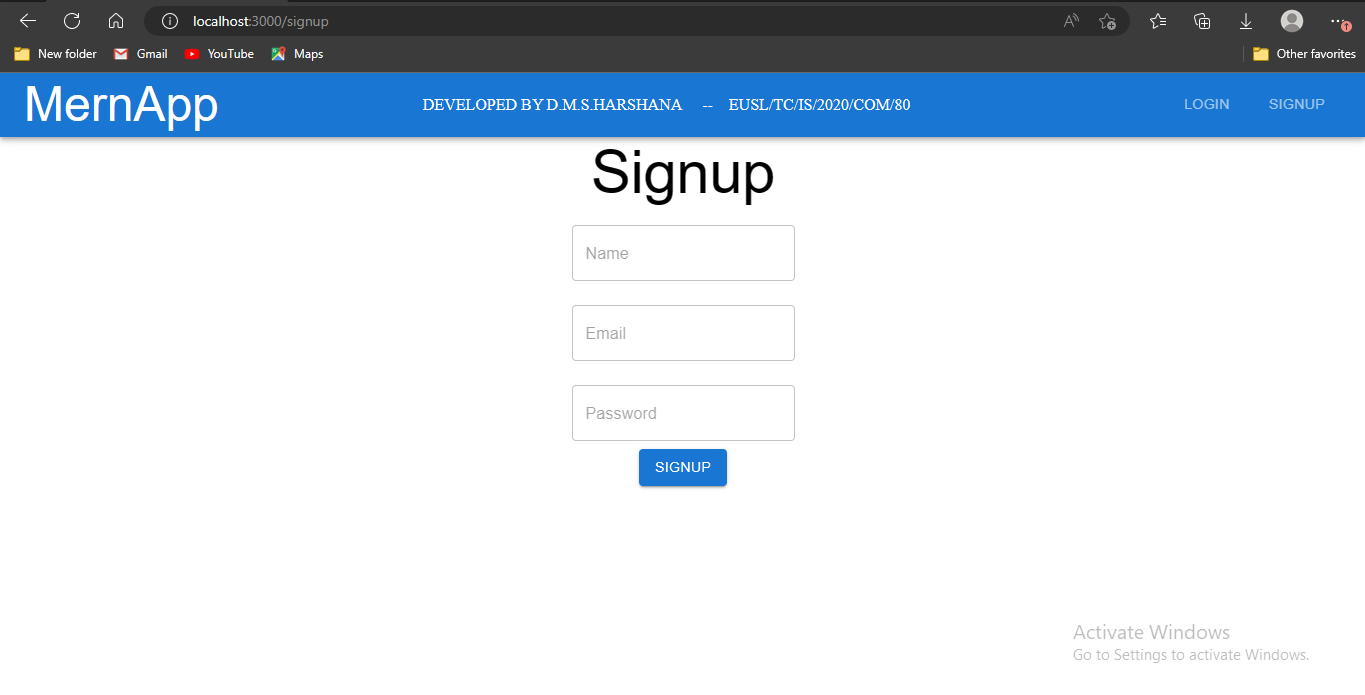 localhost:3000/signup
New folder Gmail YouTube Maps Other favorites
MernApp DEVELOPED BY D.M.S.HARSHANA -- EUSL/TC/IS/2020/COM/80 LOGIN SIGNUP
Signup
Name
Email
Password
SIGNUP
Activate Windows
Go to Settings to activate Windows.